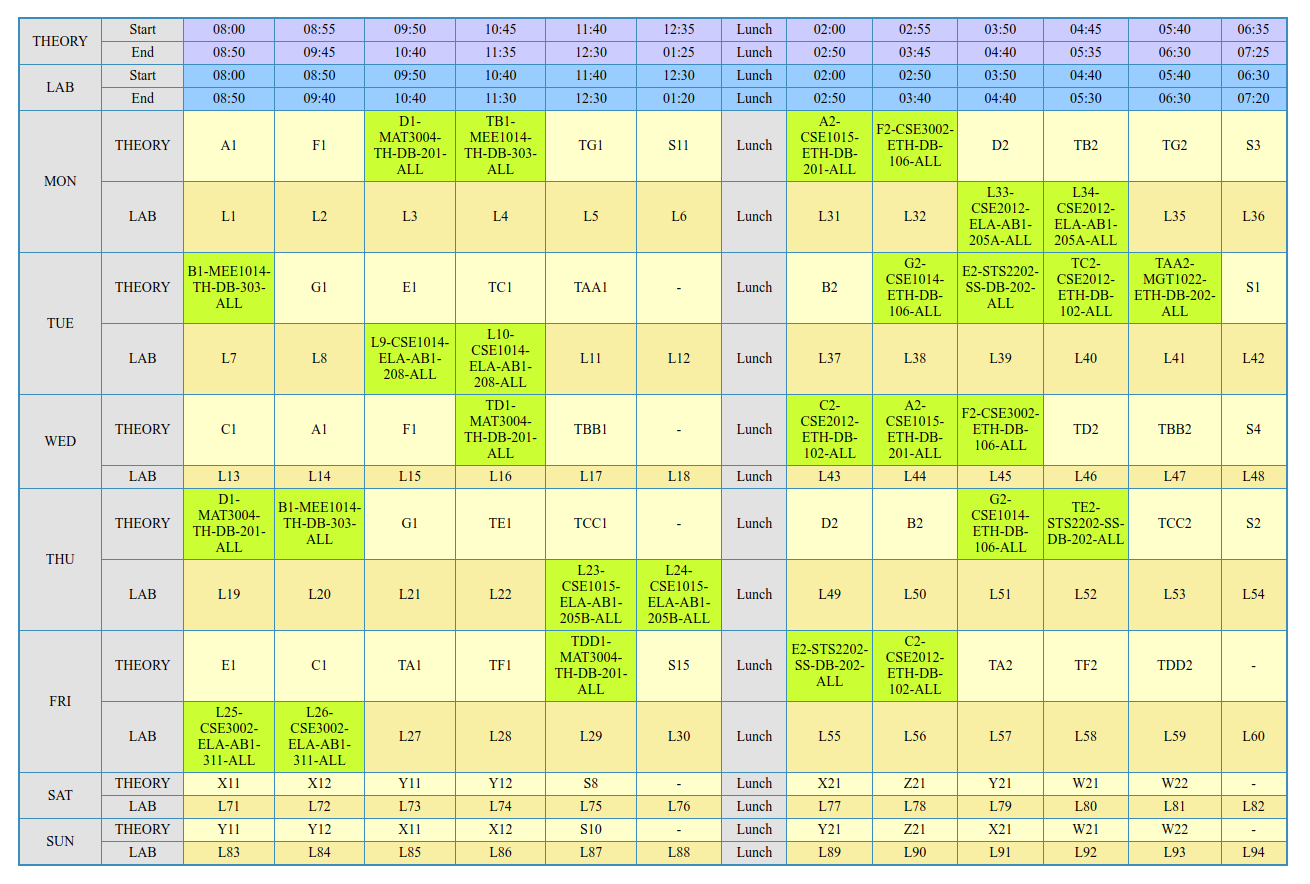 THEORY Start 08:00 08:55 09:50 10:45 11:40 12:35 Lunch 02:00 02:55 03:50 04:45 05:40 06:35
End 08:50 09:45 10:40 11:35 12:30 01:25 Lunch 02:50 03:45 04:40 05:35 06:30 07:25
LAB Start 08:00 08:50 09:50 10:40 11:40 12:30 Lunch 02:00 02:50 03:50 04:40 05:40 06:30
End 08:50 09:40 10:40 11:30 12:30 01:20 Lunch 02:50 03:40 04:40 05:30 06:30 07:20
MON THEORY A1 F1 D1-MAT3004-TH-DB-201-ALL TB1-MEE1014-TH-DB-303-ALL TG1 S11 Lunch A2-CSE1015-ETH-DB-201-ALL F2-CSE3002-ETH-DB-106-ALL D2 TB2 TG2 S3
LAB L1 L2 L3 L4 L5 L6 Lunch L31 L32 L33-CSE2012-ELA-AB1-205A-ALL L34-CSE2012-ELA-AB1-205A-ALL L35 L36
TUE THEORY B1-MEE1014-TH-DB-303-ALL G1 E1 TC1 TAA1 - Lunch B2 G2-CSE1014-ETH-DB-106-ALL E2-STS2202-SS-DB-202-ALL TC2-CSE2012-ETH-DB-102-ALL TAA2-MGT1022-ETH-DB-202-ALL S1
LAB L7 L8 L9-CSE1014-ELA-AB1-208-ALL L10-CSE1014-ELA-AB1-208-ALL L11 L12 Lunch L37 L38 L39 L40 L41 L42
WED THEORY C1 A1 F1 TD1-MAT3004-TH-DB-201-ALL TBB1 - Lunch C2-CSE2012-ETH-DB-102-ALL A2-CSE1015-ETH-DB-201-ALL F2-CSE3002-ETH-DB-106-ALL TD2 TBB2 S4
LAB L13 L14 L15 L16 L17 L18 Lunch L43 L44 L45 L46 L47 L48
THU THEORY D1-MAT3004-TH-DB-201-ALL B1-MEE1014-TH-DB-303-ALL G1 TE1 TCC1 - Lunch D2 B2 G2-CSE1014-ETH-DB-106-ALL TE2-STS2202-SS-DB-202-ALL TCC2 S2
LAB L19 L20 L21 L22 L23-CSE1015-ELA-AB1-205B-ALL L24-CSE1015-ELA-AB1-205B-ALL Lunch L49 L50 L51 L52 L53 L54
FRI THEORY E1 C1 TA1 TF1 TDD1-MAT3004-TH-DB-201-ALL S15 Lunch E2-STS2202-SS-DB-202-ALL C2-CSE2012-ETH-DB-102-ALL TA2 TF2 TDD2 -
LAB L25-CSE3002-ELA-AB1-311-ALL L26-CSE3002-ELA-AB1-311-ALL L27 L28 L29 L30 Lunch L55 L56 L57 L58 L59 L60
SAT THEORY X11 X12 Y11 Y12 S8 - Lunch X21 Z21 Y21 W21 W22 -
LAB L71 L72 L73 L74 L75 L76 Lunch L77 L78 L79 L80 L81 L82
SUN THEORY Y11 Y12 X11 X12 S10 - Lunch Y21 Z21 X21 W21 W22 -
LAB L83 L84 L85 L86 L87 L88 Lunch L89 L90 L91 L92 L93 L94